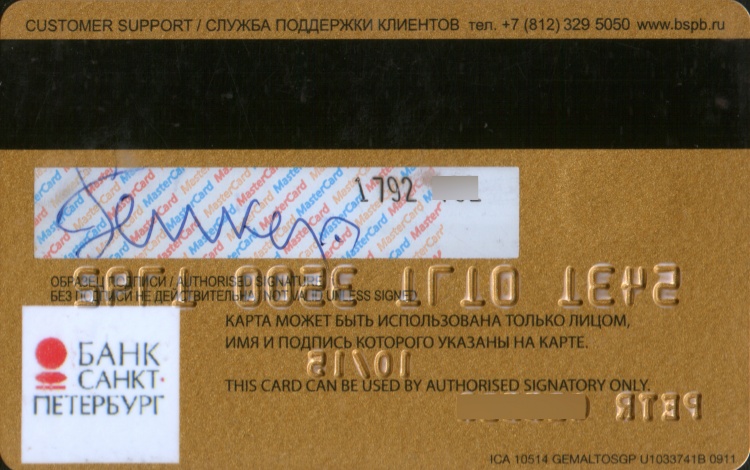 CUSTOMER SUPPORT / СЛУЖБА ПОДДЕРЖКИ КЛИЕНТОВ тел. +7 (812) 329 5050 www.bspb.ru
MasterCard
1792
ОБРАЗЕЦ ПОДПИСИ / AUTHORISED SIGNATURE
БЕЗ ПОДПИСИ НЕ ДЕЙСТВИТЕЛЬНА / NOT VALID UNLESS SIGNED
КАРТА МОЖЕТ БЫТЬ ИСПОЛЬЗОВАНА ТОЛЬКО ЛИЦОМ,
ИМЯ И ПОДПИСЬ КОТОРОГО УКАЗАНЫ НА КАРТЕ.
THIS CARD CAN BE USED BY AUTHORISED SIGNATORY ONLY.
PETR
БАНК
САНКТ-
ПЕТЕРБУРГ
ICA 10514 GEMALTOSGP U1033741B 0911